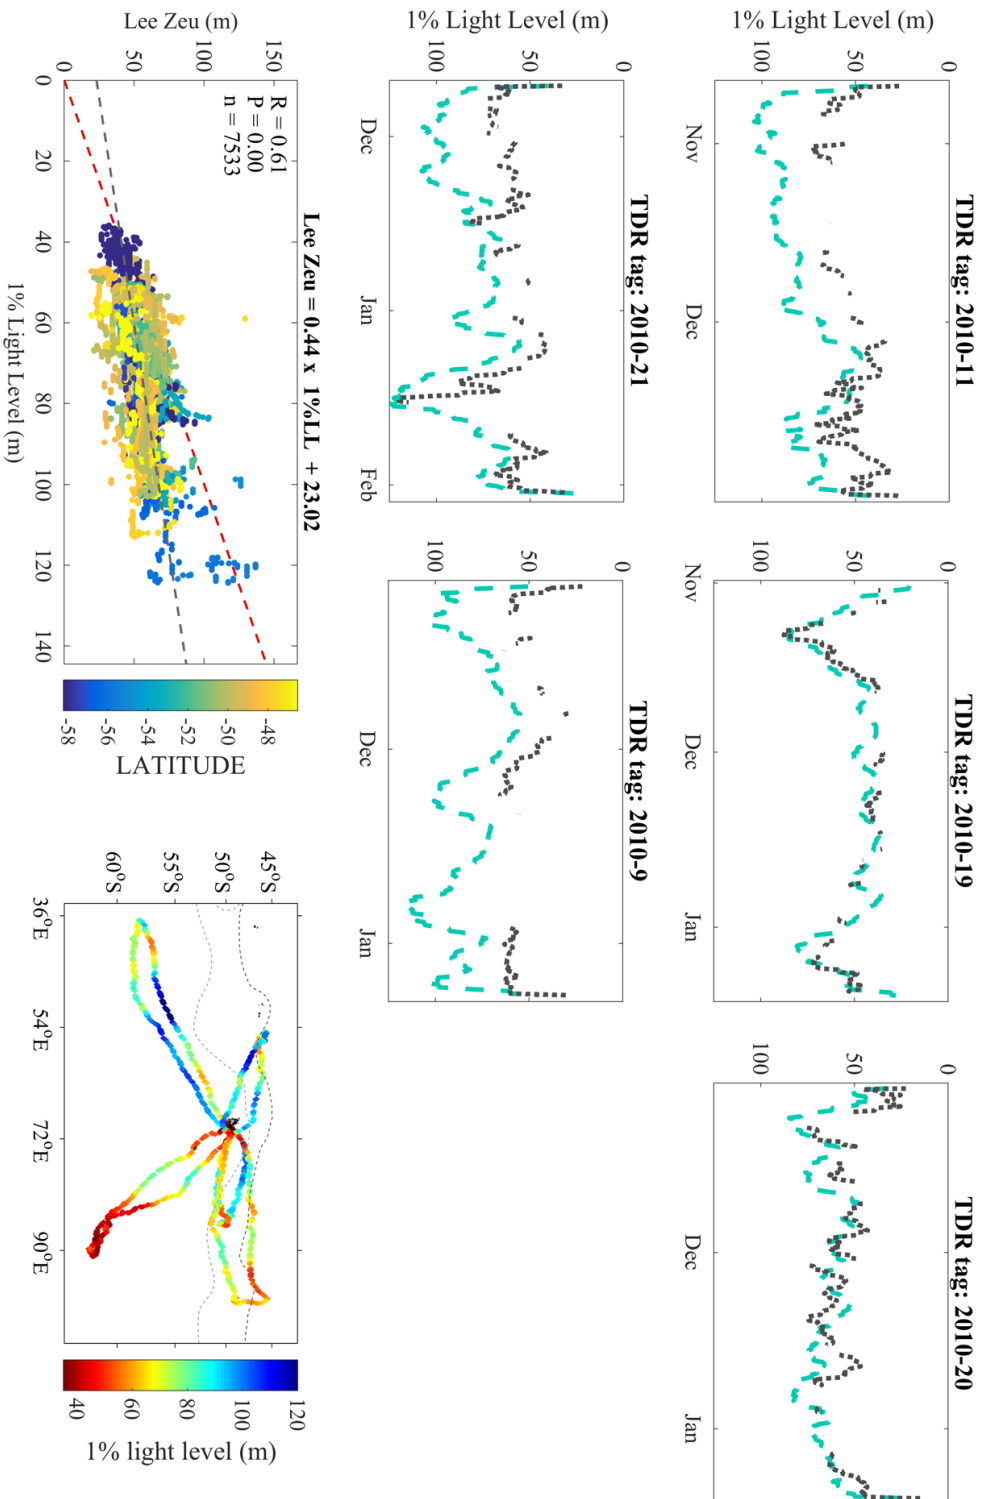 TDR tag: 2010-11
1% Light Level (m)
0
50
100
Nov
Dec
TDR tag: 2010-19
0
50
100
Nov
Dec
Jan
TDR tag: 2010-20
0
50
100
Dec
Jan
TDR tag: 2010-21
1% Light Level (m)
0
50
100
Dec
Jan
Feb
TDR tag: 2010-9
0
50
100
Dec
Jan
Lee Zeu = 0.44 x 1%LL + 23.02
R = 0.61
P = 0.00
n = 7533
Lee Zeu (m)
150
100
50
0
0 20 40 60 80 100 120 140
1% Light Level (m)
-48
-50
-52
-54
-56
-58
LATITUDE
45°S
50°S
55°S
60°S
36°E 54°E 72°E 90°E
120
100
80
60
40
1% light level (m)